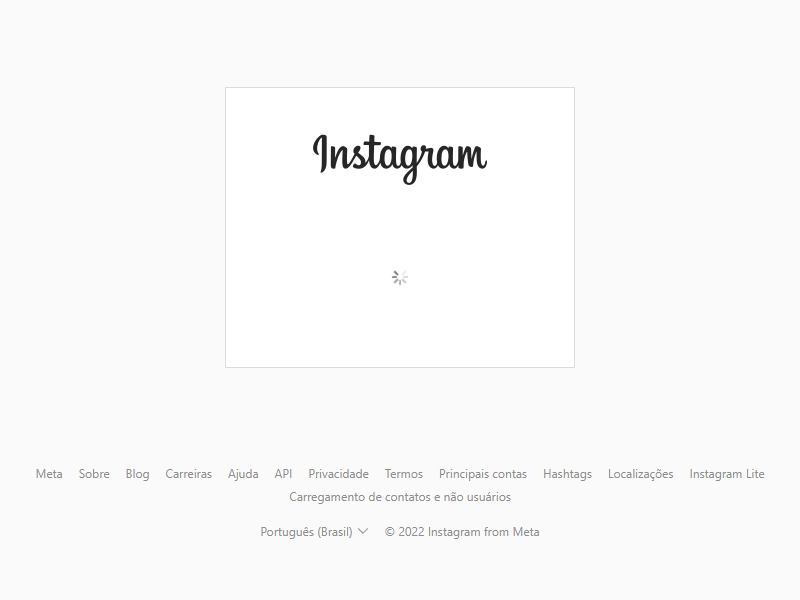 Instagram
Meta Sobre Blog Carreiras Ajuda API Privacidade Termos Principais contas Hashtags Localizações Instagram Lite
Carregamento de contatos e não usuários
Português (Brasil) © 2022 Instagram from Meta